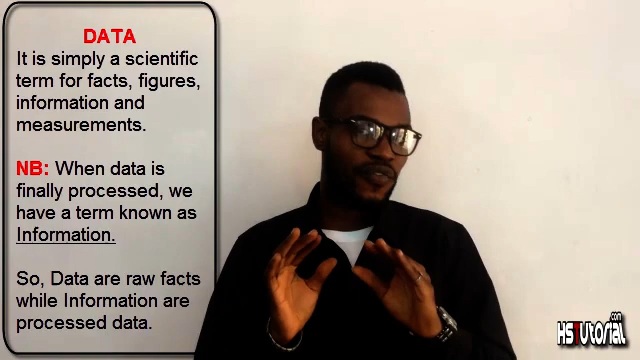 DATA
It is simply a scientific
term for facts, figures,
information and
measurements.
NB: When data is
finally processed, we
have a term known as
Information.
So, Data are raw facts
while Information are
processed data.
HSTutorial
.com